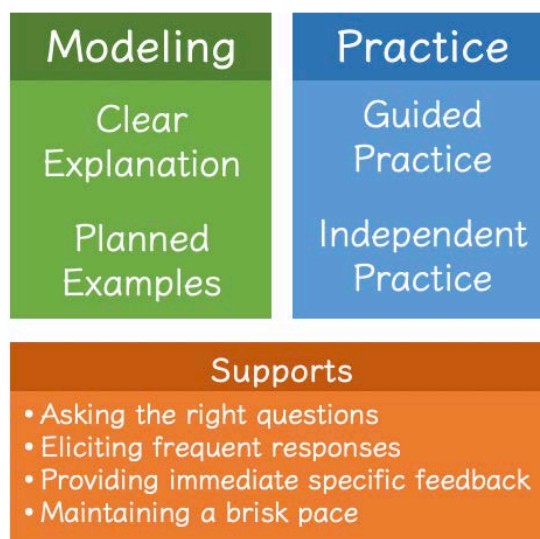 Modeling
Clear
Explanation
Planned
Examples
Practice
Guided
Practice
Independent
Practice
Supports
• Asking the right questions
• Eliciting frequent responses
• Providing immediate specific feedback
• Maintaining a brisk pace